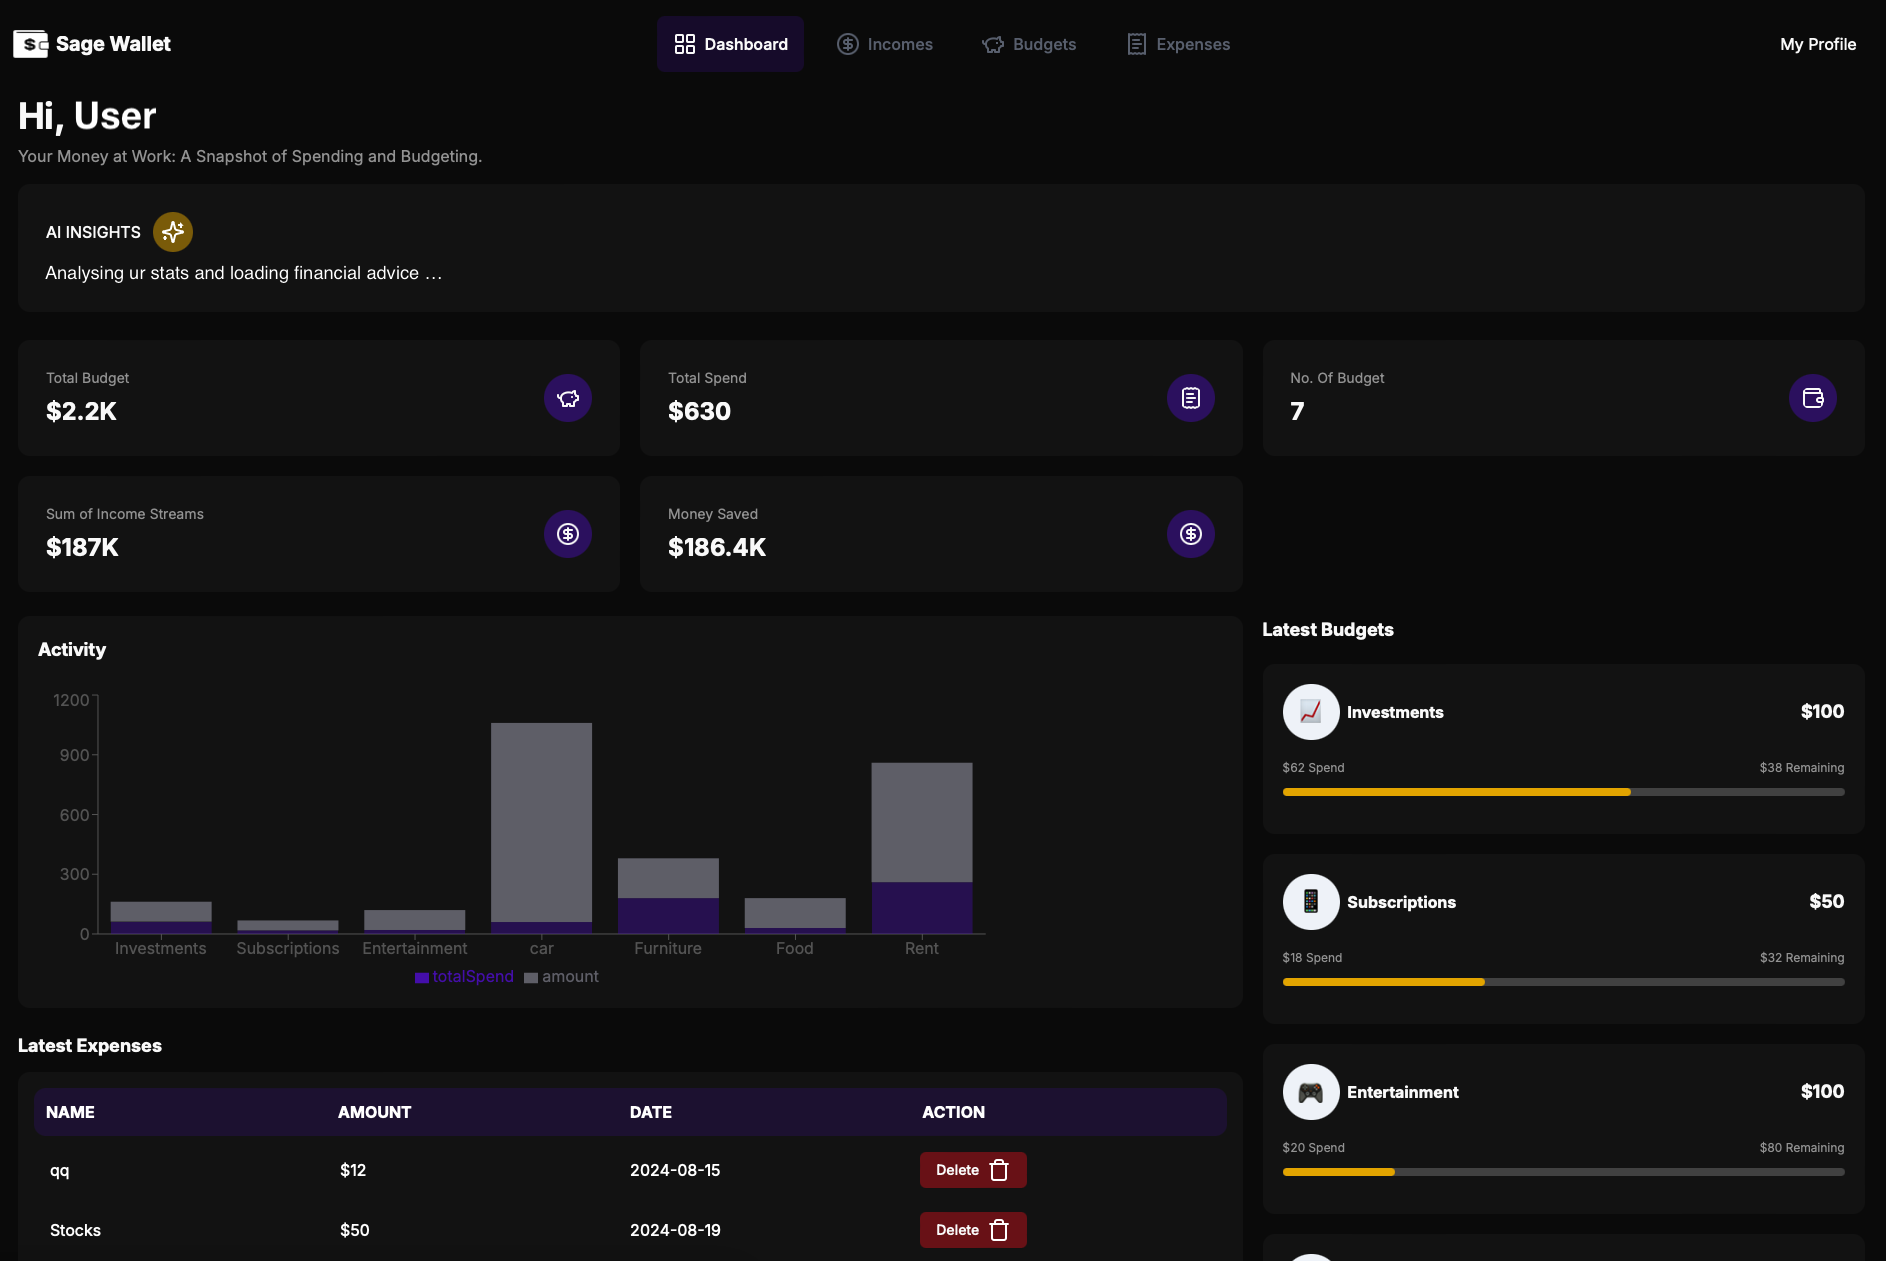 Sage Wallet
Dashboard
Incomes
Budgets
Expenses
My Profile
Hi, User
Your Money at Work: A Snapshot of Spending and Budgeting.
AI INSIGHTS
Analysing ur stats and loading financial advice ...
Total Budget
$2.2K
Total Spend
$630
No. Of Budget
7
Sum of Income Streams
$187K
Money Saved
$186.4K
Activity
1200
900
600
300
0
Investments
Subscriptions
Entertainment
car
Furniture
Food
Rent
totalSpend
amount
Latest Budgets
Investments
$100
$62 Spend
$38 Remaining
Subscriptions
$50
$18 Spend
$32 Remaining
Entertainment
$100
$20 Spend
$80 Remaining
Latest Expenses
NAME AMOUNT DATE ACTION
qq $12 2024-08-15 Delete
Stocks $50 2024-08-19 Delete